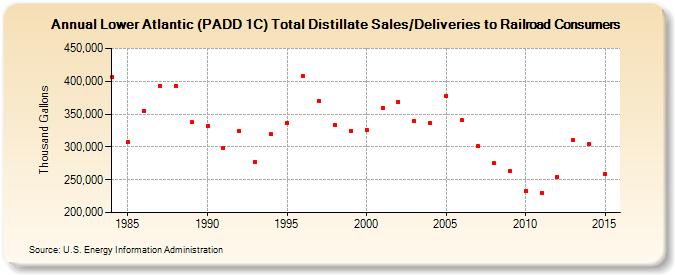 Annual Lower Atlantic (PADD 1C) Total Distillate Sales/Deliveries to Railroad Consumers
Thousand Gallons
450,000
400,000
350,000
300,000
250,000
200,000
1985 1990 1995 2000 2005 2010 2015
Source: U.S. Energy Information Administration